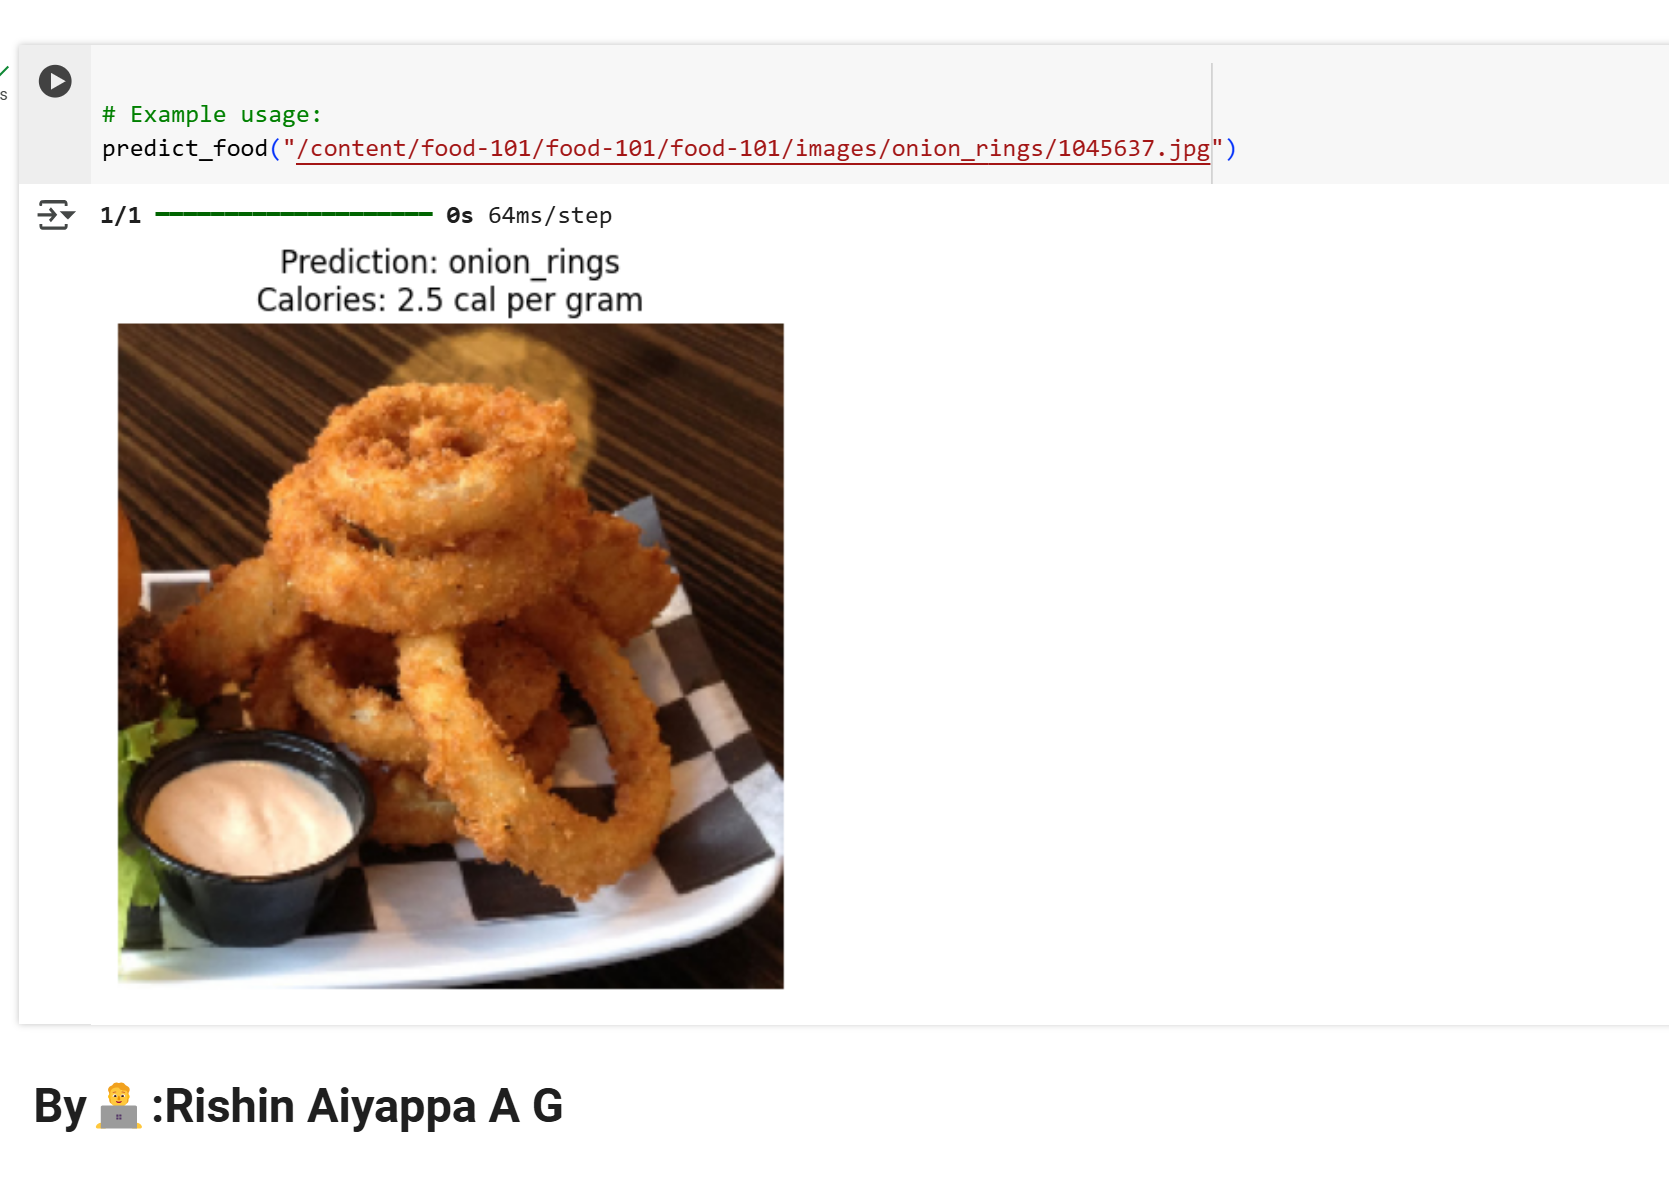 s
# Example usage:
predict_food("/content/food-101/food-101/food-101/images/onion_rings/1045637.jpg")
1/1 ━━━━━━━━━━━━━━━━━━━━ 0s 64ms/step
Prediction: onion_rings
Calories: 2.5 cal per gram
By 🧑‍💻 :Rishin Aiyappa A G